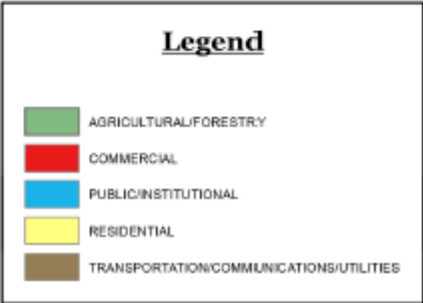 Legend
AGRICULTURAL/FORESTRY
COMMERCIAL
PUBLIC/INSTITUTIONAL
RESIDENTIAL
TRANSPORTATION/COMMUNICATIONS/UTILITIES